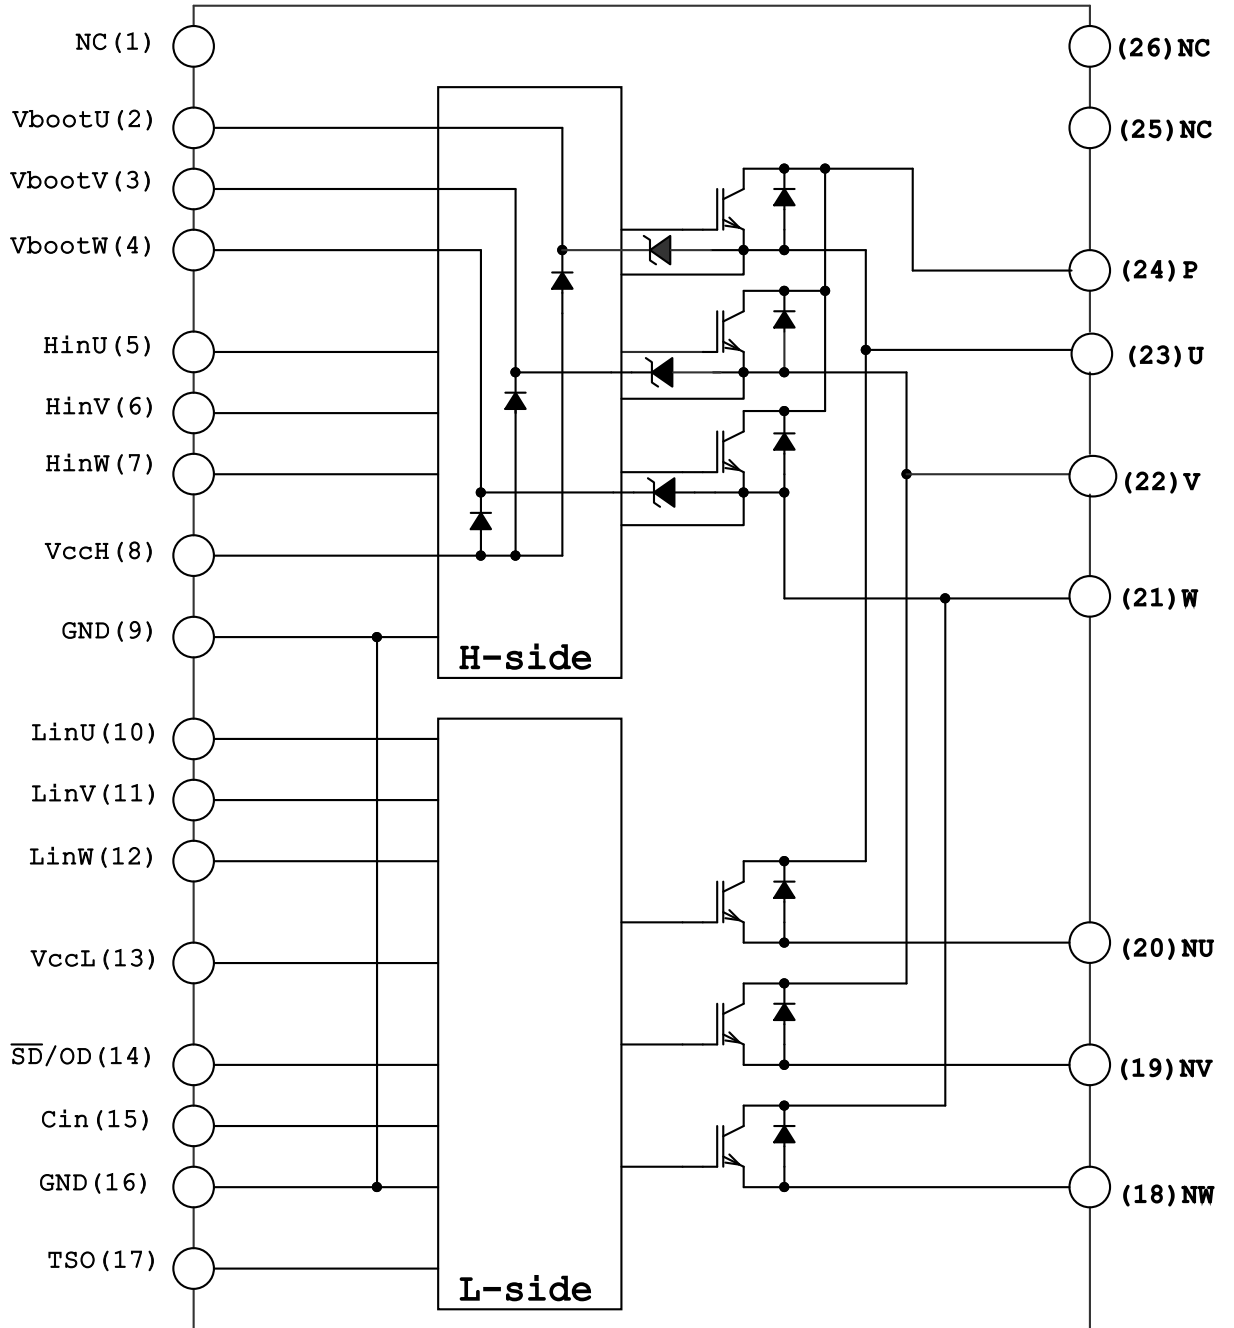 NC(1)
VbootU(2)
VbootV(3)
VbootW(4)
HinU(5)
HinV(6)
HinW(7)
VccH(8)
GND(9)
LinU(10)
LinV(11)
LinW(12)
VccL(13)
S̅D̅/OD(14)
Cin(15)
GND(16)
TSO(17)
H-side
L-side
(26)NC
(25)NC
(24)P
(23)U
(22)V
(21)W
(20)NU
(19)NV
(18)NW